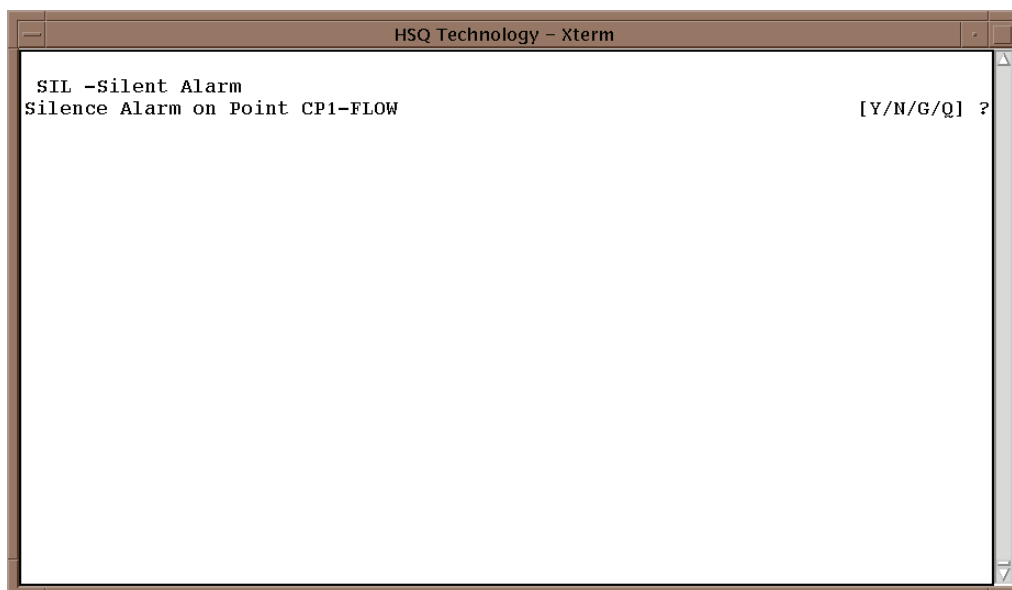 HSQ Technology – Xterm
SIL –Silent Alarm
Silence Alarm on Point CP1–FLOW [Y/N/G/Q] ?